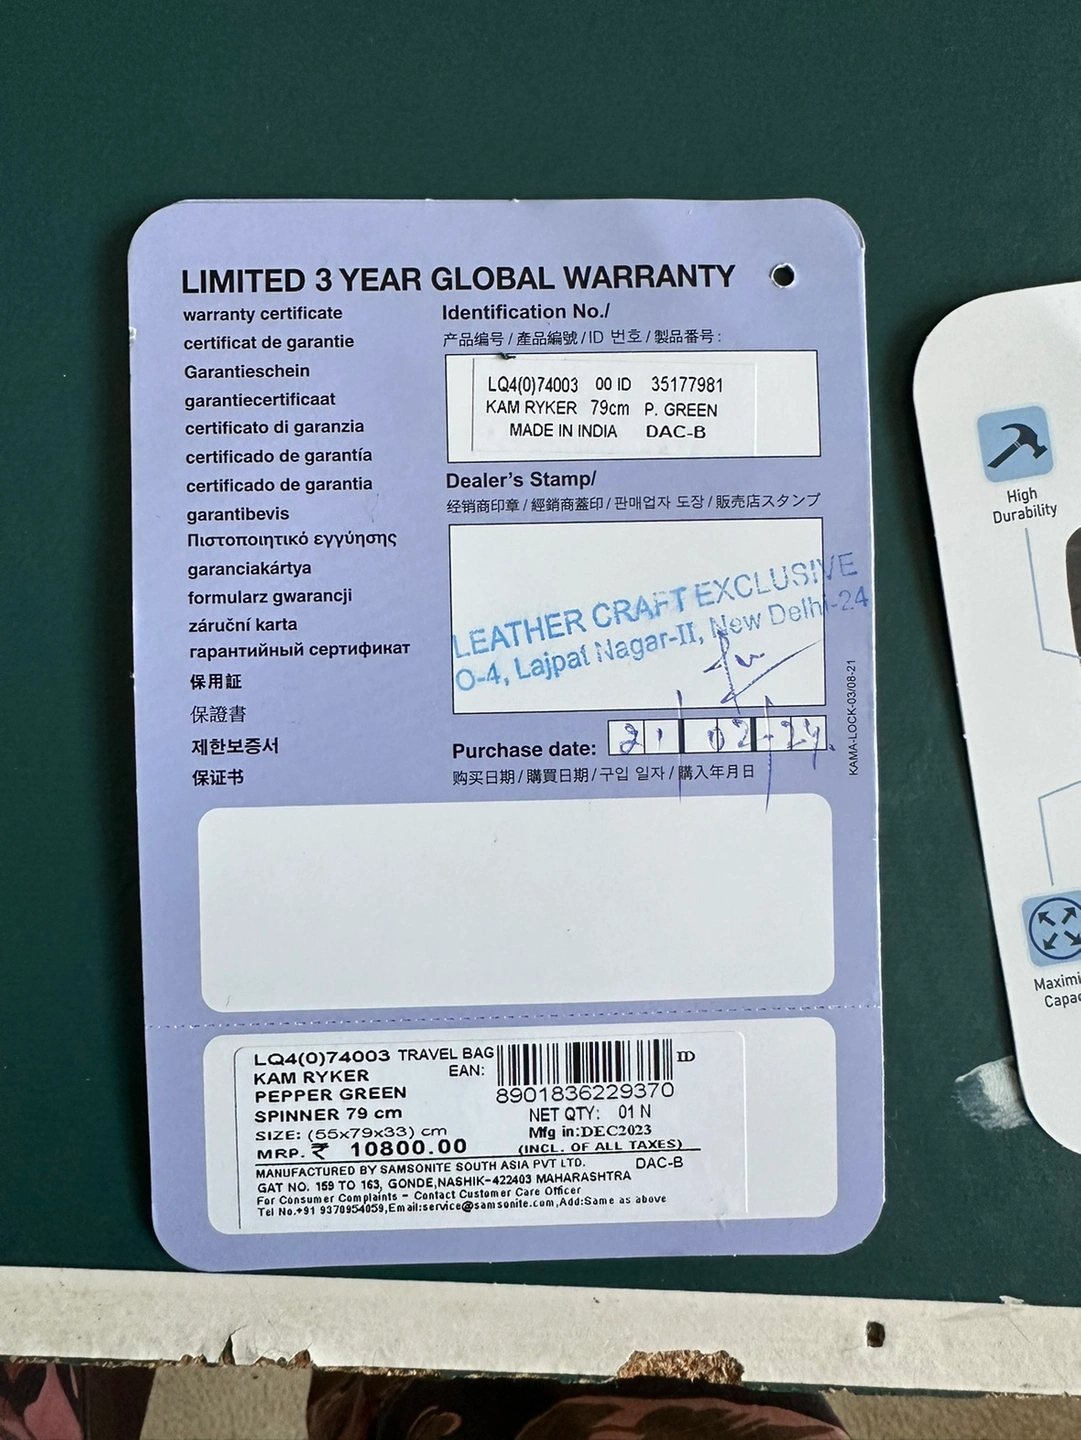 LIMITED 3 YEAR GLOBAL WARRANTY
warranty certificate
certificat de garantie
Garantieschein
garantiecertificaat
certificato di garanzia
certificado de garantía
certificado de garantia
garantibevis
Πιστοποιητικό εγγύησης
garanciakártya
formularz gwarancji
záruční karta
гарантийный сертификат
保用証
保證書
제한보증서
保证书
Identification No./
产品编号 / 產品編號 / ID 번호 / 製品番号 :
LQ4(0)74003 00 ID 35177981
KAM RYKER 79cm P. GREEN
MADE IN INDIA DAC-B
Dealer's Stamp/
经销商印章 / 經銷商蓋印 / 판매업자 도장 / 販売店スタンプ
LEATHER CRAFT EXCLUSIVE
O-4, Lajpat Nagar-II, New Delhi-24
Purchase date: 21 02 - 24.
购买日期 / 購買日期 / 구입 일자 / 購入年月日
KAMA-LOCK-03/08-21
LQ4(0)74003 TRAVEL BAG
KAM RYKER
PEPPER GREEN
SPINNER 79 cm
SIZE: (55x79x33) cm
MRP. ₹ 10800.00
EAN:
ID
8901836229370
NET QTY: 01 N
Mfg in:DEC2023
(INCL. OF ALL TAXES)
MANUFACTURED BY SAMSONITE SOUTH ASIA PVT LTD. DAC-B
GAT NO. 159 TO 163, GONDE,NASHIK-422403 MAHARASHTRA
For Consumer Complaints - Contact Customer Care Officer
Tel No.+91 9370954059,Email:service@samsonite.com,Add:Same as above
High
Durability
Maximi
Capac